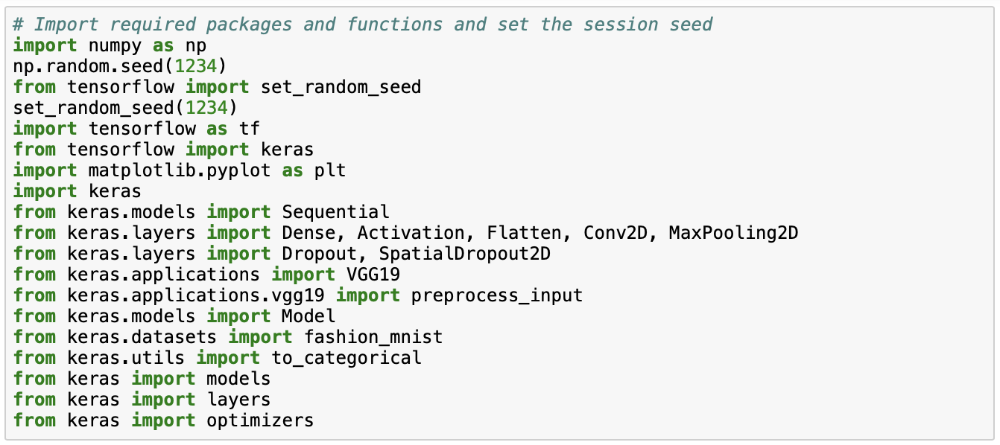 # Import required packages and functions and set the session seed
import numpy as np
np.random.seed(1234)
from tensorflow import set_random_seed
set_random_seed(1234)
import tensorflow as tf
from tensorflow import keras
import matplotlib.pyplot as plt
import keras
from keras.models import Sequential
from keras.layers import Dense, Activation, Flatten, Conv2D, MaxPooling2D
from keras.layers import Dropout, SpatialDropout2D
from keras.applications import VGG19
from keras.applications.vgg19 import preprocess_input
from keras.models import Model
from keras.datasets import fashion_mnist
from keras.utils import to_categorical
from keras import models
from keras import layers
from keras import optimizers